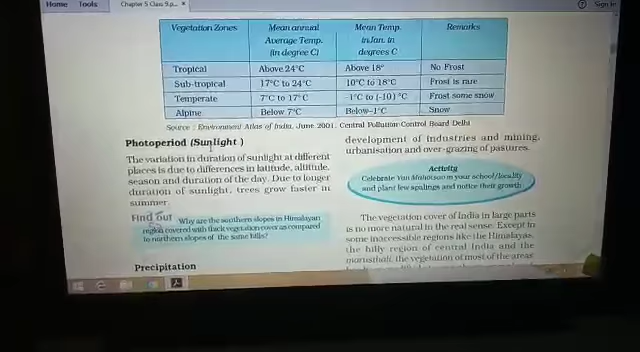 Home Tools
Chapter 5 Class 9.p... ×
Sign In
Vegetation Zones Mean annual Average Temp. (in degree C) Mean Temp. in Jan. in degrees C Remarks
Tropical Above 24°C Above 18° No Frost
Sub-tropical 17°C to 24°C 10°C to 18°C Frost is rare
Temperate 7°C to 17°C -1°C to (-10) °C Frost some snow
Alpine Below 7°C Below-1°C Snow
Source : Environment Atlas of India, June 2001, Central Pollution Control Board Delhi
Photoperiod (Sunlight )
The variation in duration of sunlight at different
places is due to differences in latitude, altitude,
season and duration of the day. Due to longer
duration of sunlight, trees grow faster in
summer.
Find out Why are the southern slopes in Himalayan
region covered with thick vegetation cover as compared
to northern slopes of the same hills?
Precipitation
development of industries and mining,
urbanisation and over-grazing of pastures.
Activity
Celebrate Van Mahotsav in your school/locality
and plant few saplings and notice their growth
The vegetation cover of India in large parts
is no more natural in the real sense. Except in
some inaccessible regions like the Himalayas,
the hilly region of central India and the
marusthali, the vegetation of most of the areas